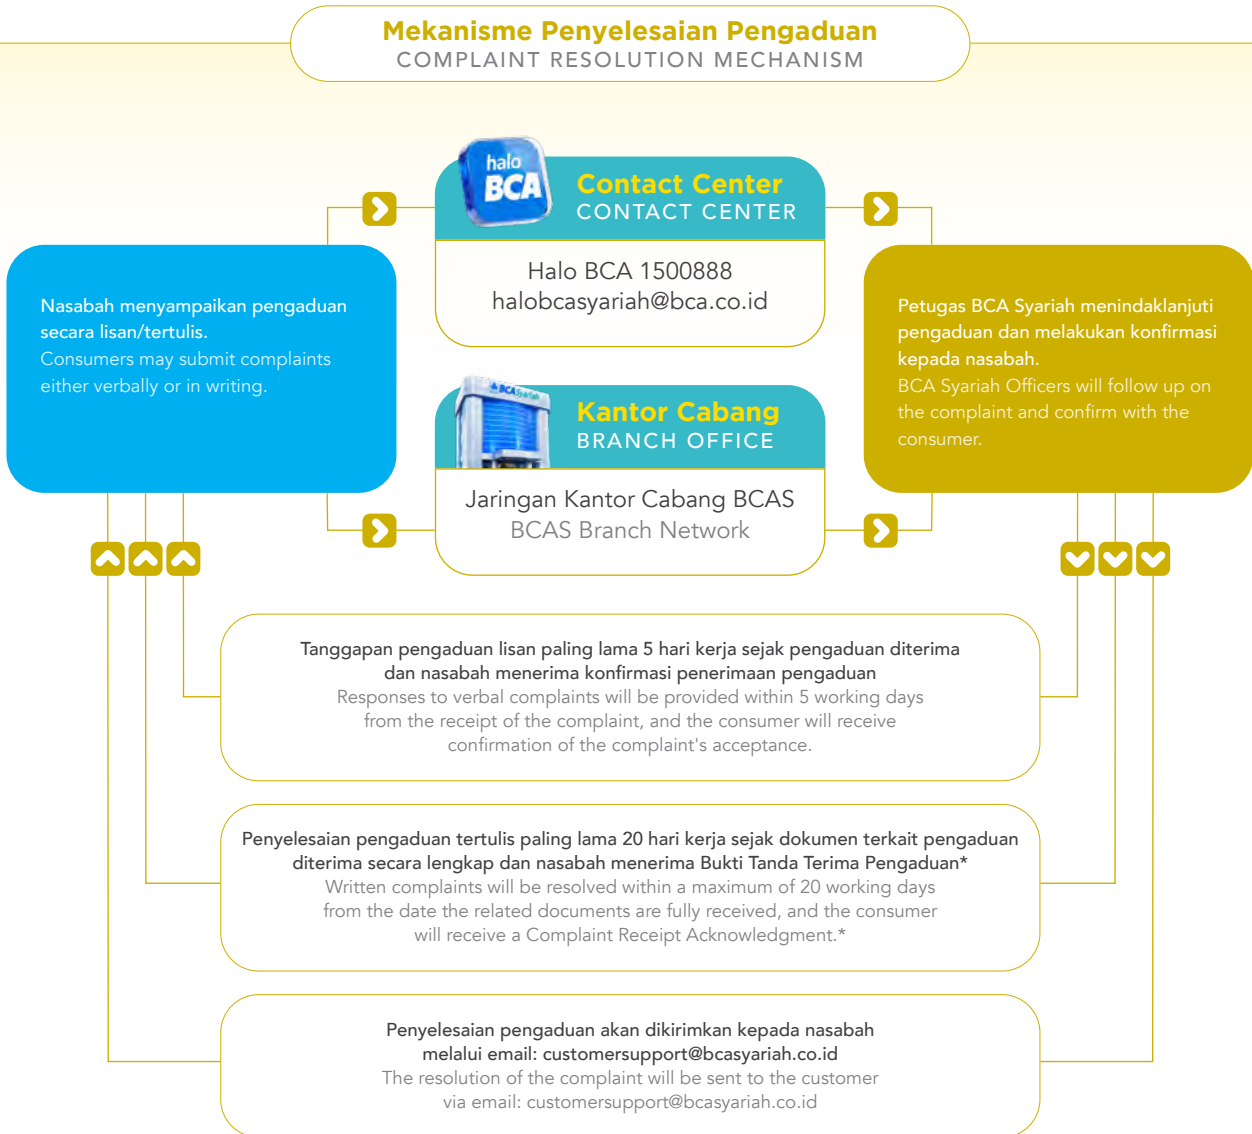 Mekanisme Penyelesaian Pengaduan
COMPLAINT RESOLUTION MECHANISM
halo
BCA
Contact Center
CONTACT CENTER
Halo BCA 1500888
halobcasyariah@bca.co.id
Nasabah menyampaikan pengaduan
secara lisan/tertulis.
Consumers may submit complaints
either verbally or in writing.
BCASyariah
Kantor Cabang
BRANCH OFFICE
Jaringan Kantor Cabang BCAS
BCAS Branch Network
Petugas BCA Syariah menindaklanjuti
pengaduan dan melakukan konfirmasi
kepada nasabah.
BCA Syariah Officers will follow up on
the complaint and confirm with the
consumer.
Tanggapan pengaduan lisan paling lama 5 hari kerja sejak pengaduan diterima
dan nasabah menerima konfirmasi penerimaan pengaduan
Responses to verbal complaints will be provided within 5 working days
from the receipt of the complaint, and the consumer will receive
confirmation of the complaint's acceptance.
Penyelesaian pengaduan tertulis paling lama 20 hari kerja sejak dokumen terkait pengaduan
diterima secara lengkap dan nasabah menerima Bukti Tanda Terima Pengaduan*
Written complaints will be resolved within a maximum of 20 working days
from the date the related documents are fully received, and the consumer
will receive a Complaint Receipt Acknowledgment.*
Penyelesaian pengaduan akan dikirimkan kepada nasabah
melalui email: customersupport@bcasyariah.co.id
The resolution of the complaint will be sent to the customer
via email: customersupport@bcasyariah.co.id